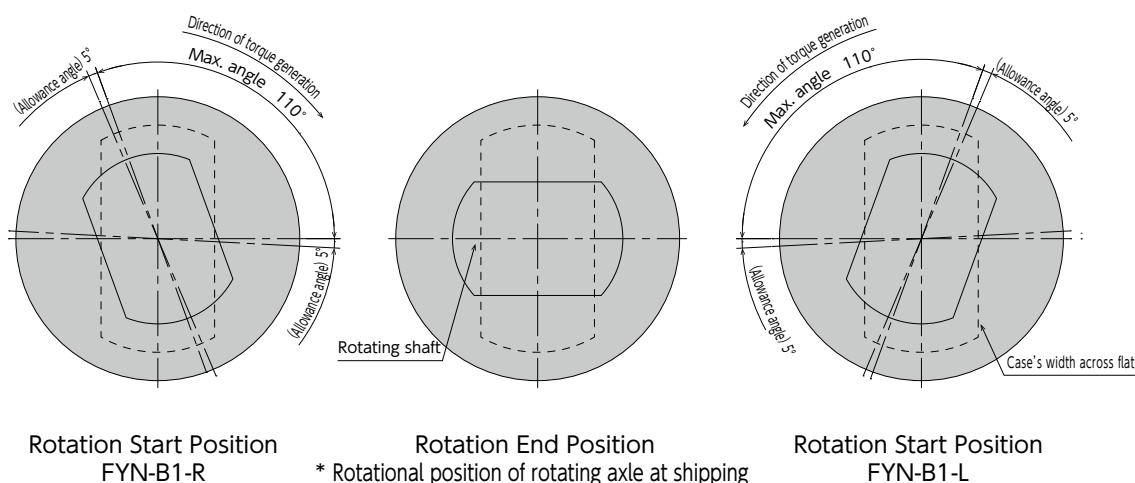 Direction of torque generation
Max. angle 110°
(Allowance angle) 5°
(Allowance angle) 5°
Rotation Start Position
FYN-B1-R
Rotating shaft
Rotation End Position
* Rotational position of rotating axle at shipping
Direction of torque generation
Max. angle 110°
(Allowance angle) 5°
(Allowance angle) 5°
Case's width across flat
Rotation Start Position
FYN-B1-L